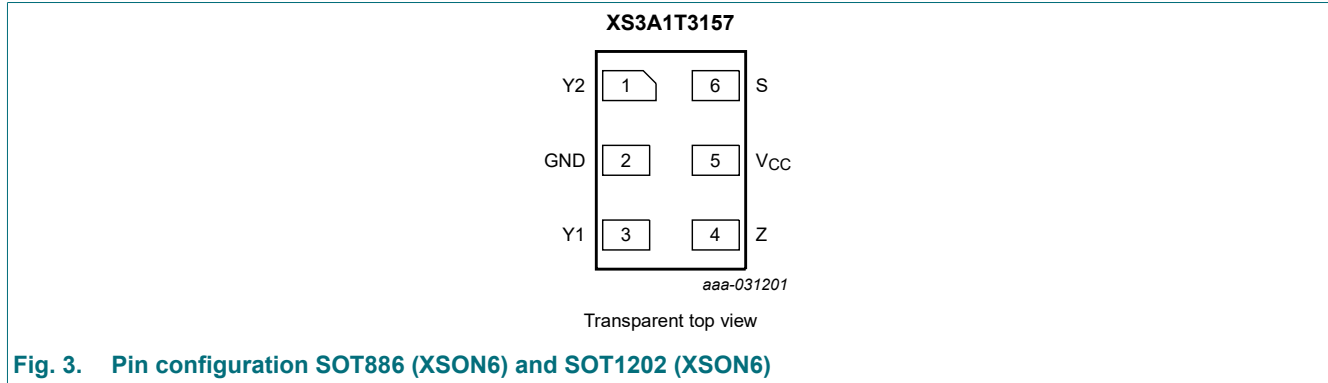 XS3A1T3157
Y2 1 6 S
GND 2 5 VCC
Y1 3 4 Z
aaa-031201
Transparent top view
Fig. 3. Pin configuration SOT886 (XSON6) and SOT1202 (XSON6)